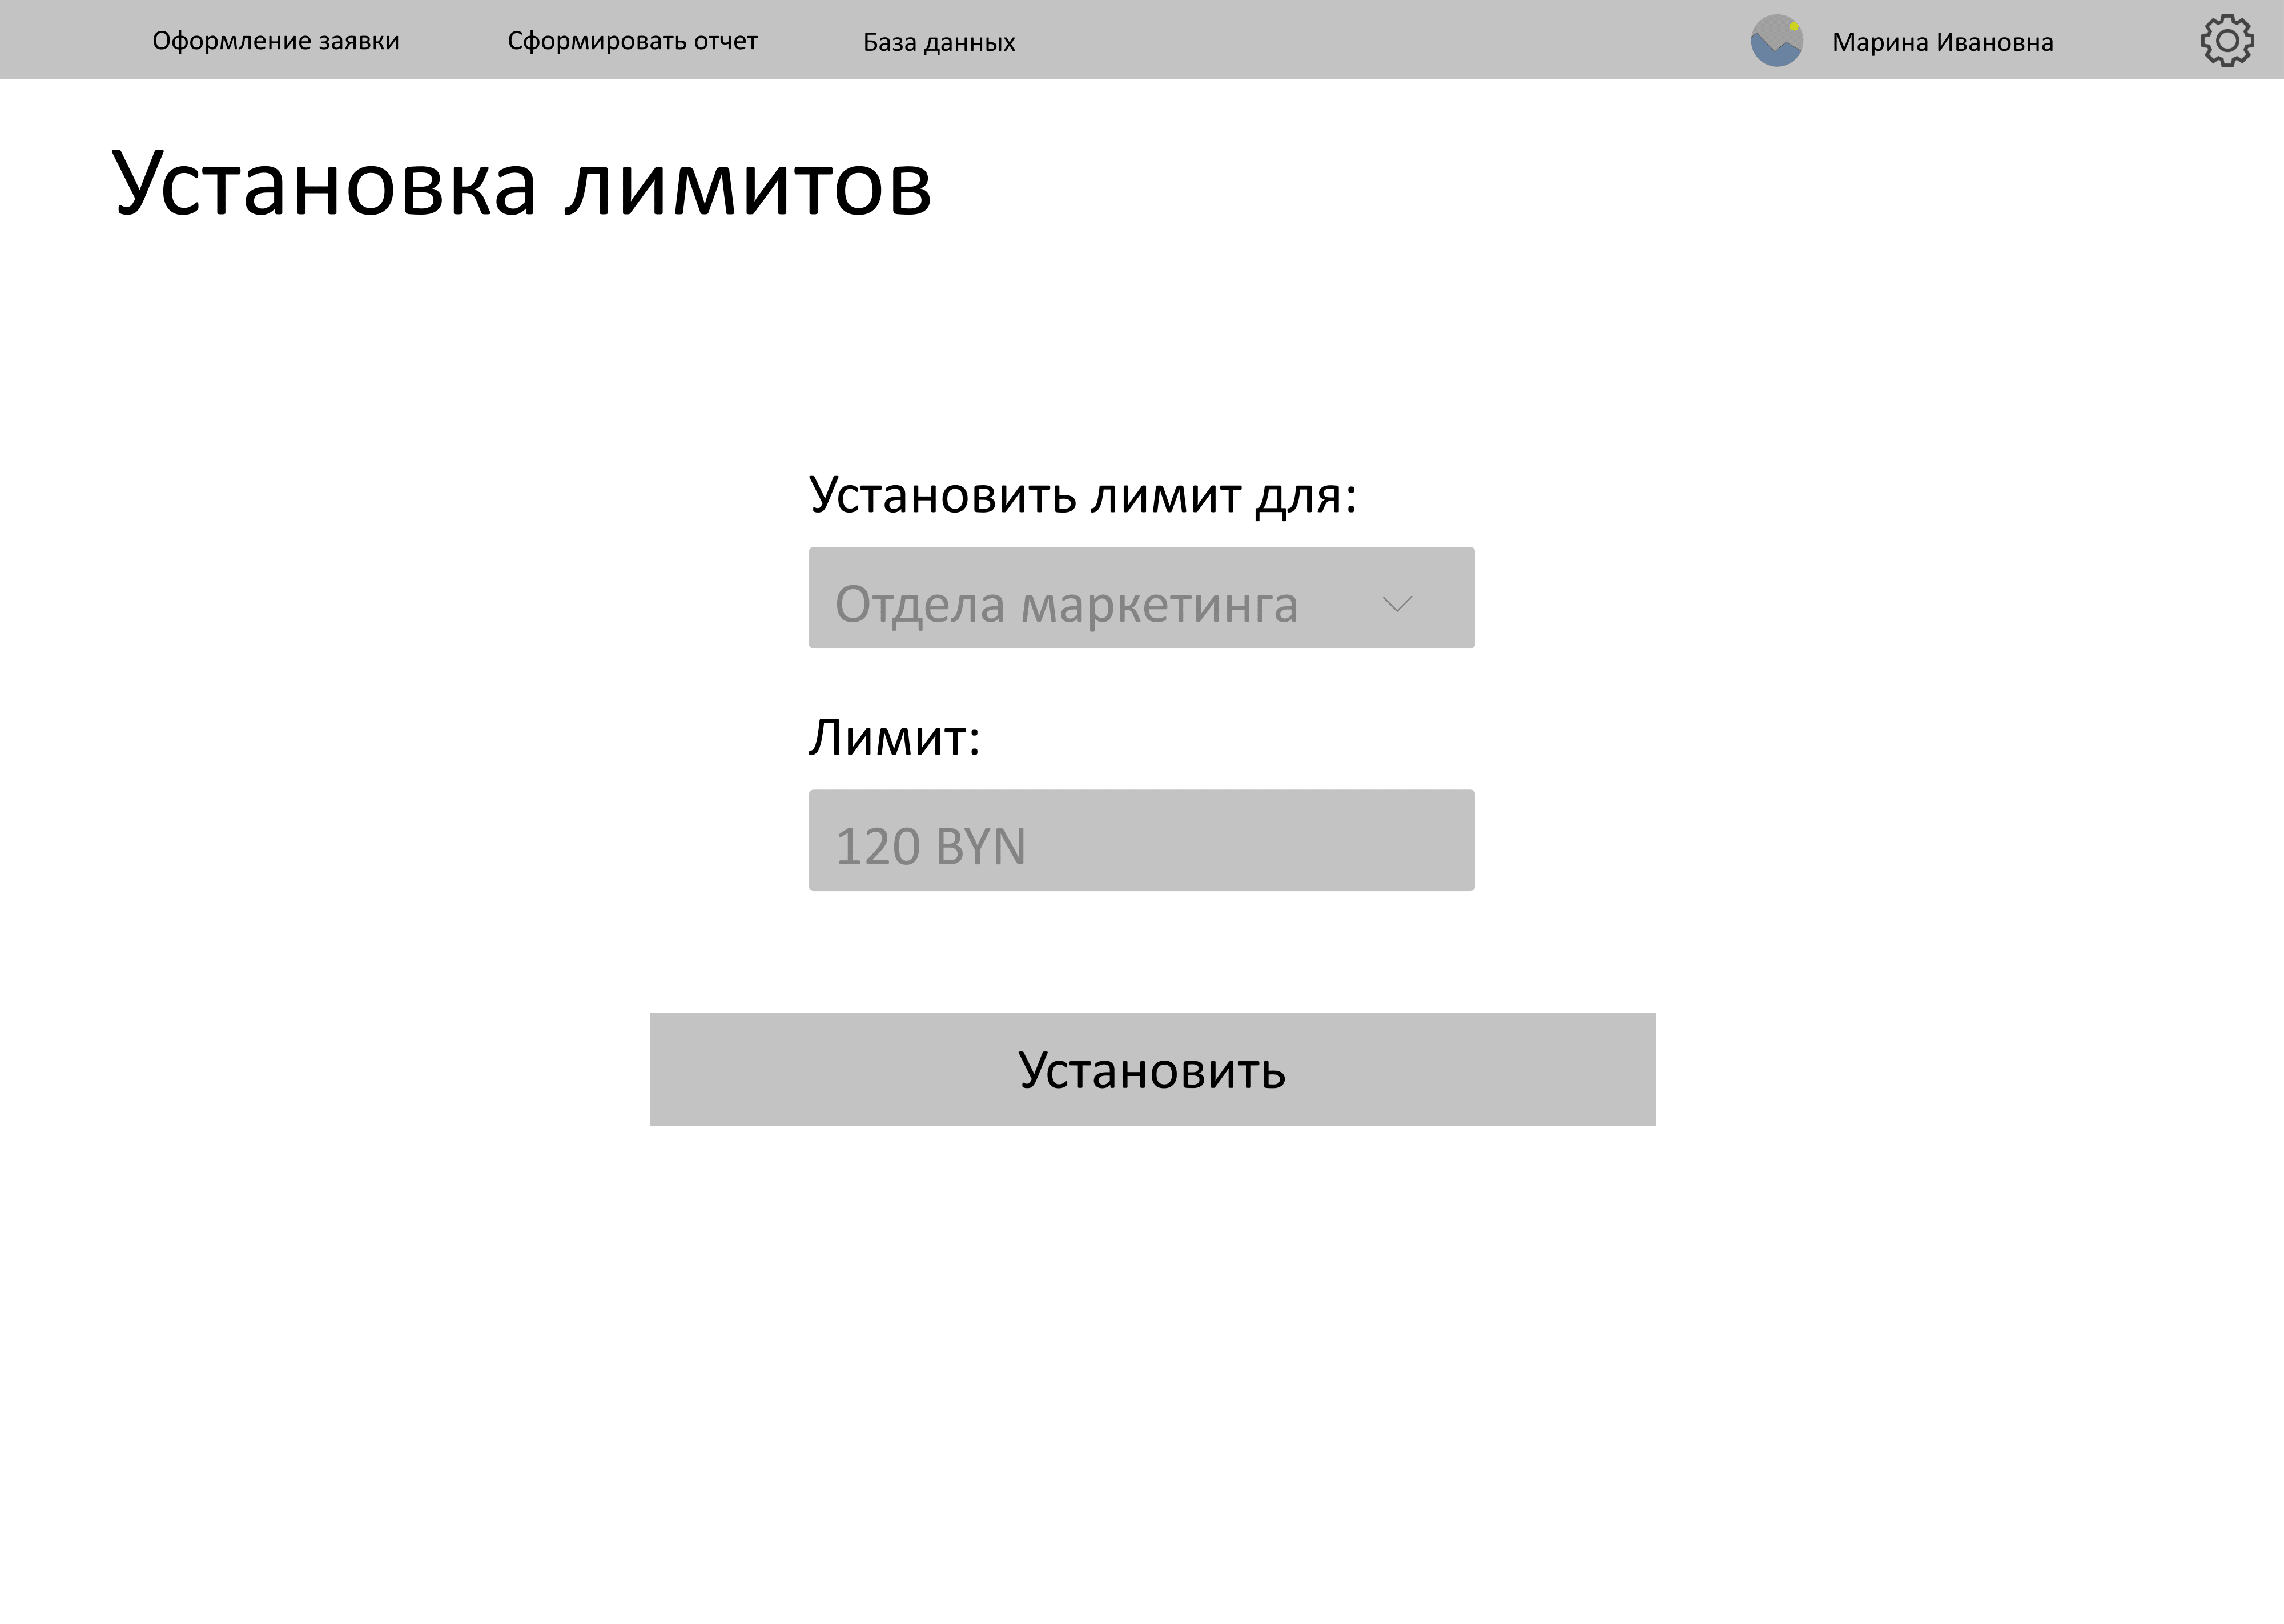 Оформление заявки
Сформировать отчет
База данных
Марина Ивановна
Установка лимитов
Установить лимит для:
Отдела маркетинга
Лимит:
120 BYN
Установить